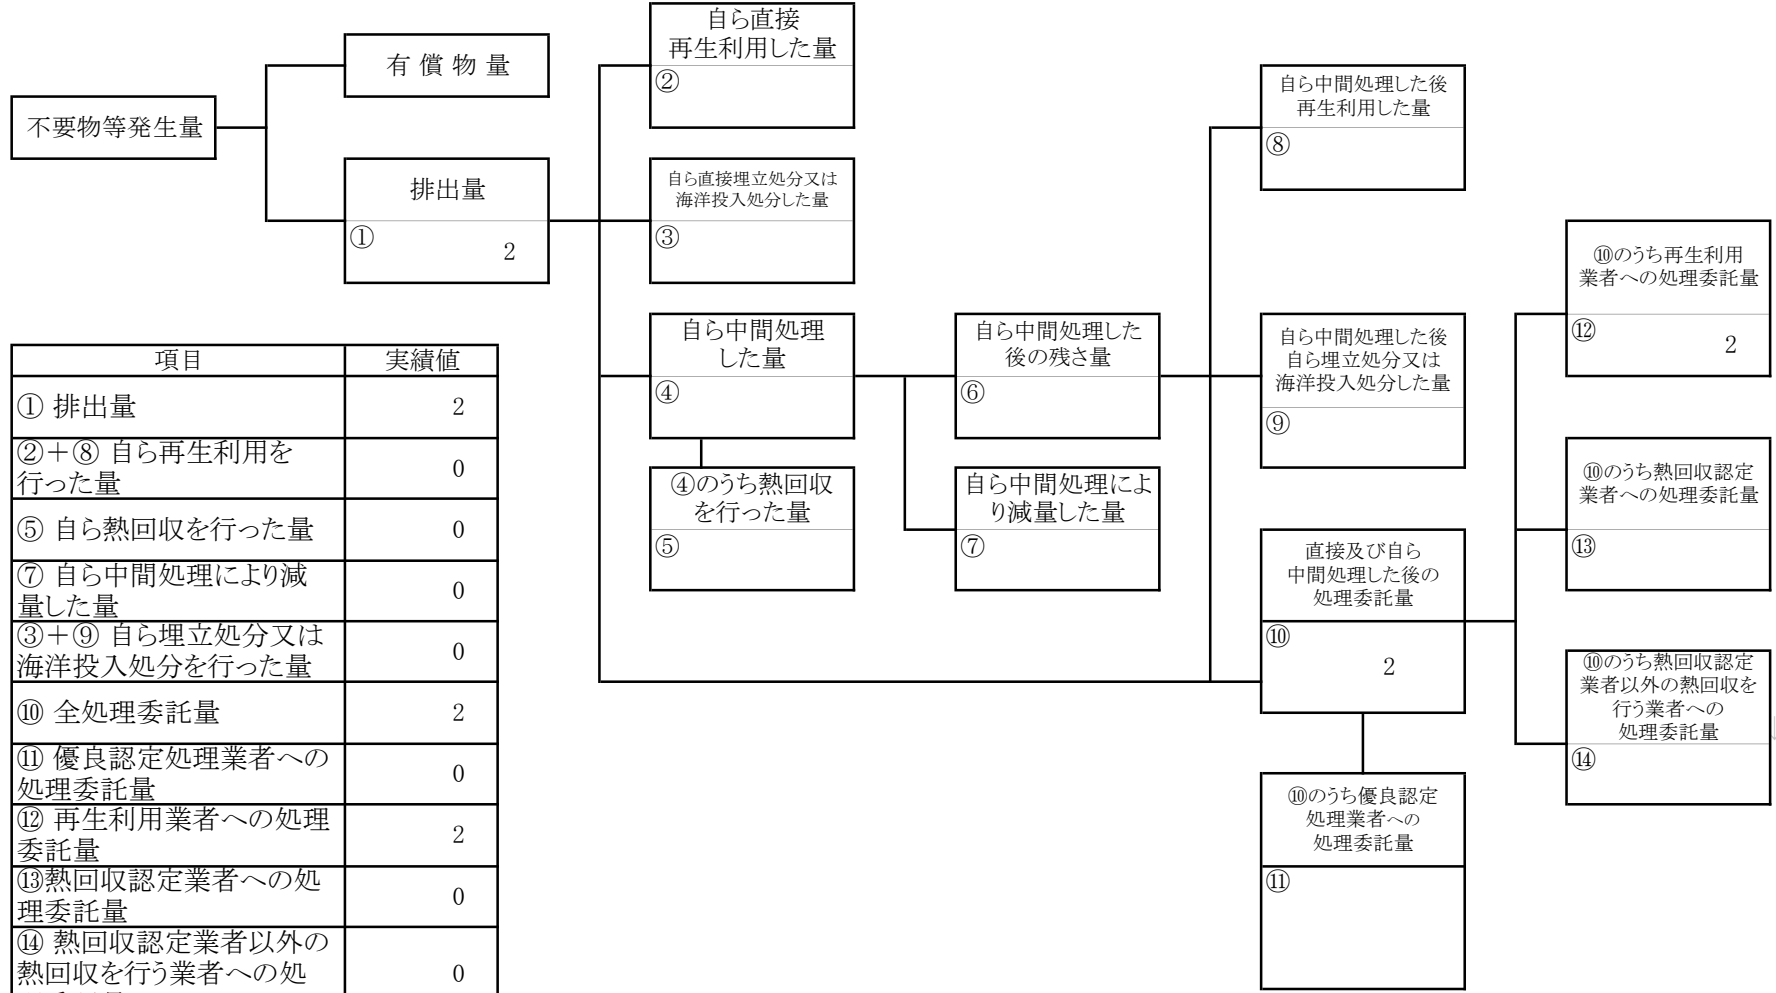 不要物等発生量
有 償 物 量
排出量
①
2
自ら直接
再生利用した量
②
自ら直接埋立処分又は
海洋投入処分した量
③
自ら中間処理
した量
④
④のうち熱回収
を行った量
⑤
自ら中間処理した
後の残さ量
⑥
自ら中間処理によ
り減量した量
⑦
自ら中間処理した後
再生利用した量
⑧
自ら中間処理した後
自ら埋立処分又は
海洋投入処分した量
⑨
直接及び自ら
中間処理した後の
処理委託量
⑩
2
⑩のうち優良認定
処理業者への
処理委託量
⑪
⑩のうち再生利用
業者への処理委託量
⑫
2
⑩のうち熱回収認定
業者への処理委託量
⑬
⑩のうち熱回収認定
業者以外の熱回収を
行う業者への
処理委託量
⑭
項目 実績値
① 排出量 2
②＋⑧ 自ら再生利用を
行った量 0
⑤ 自ら熱回収を行った量 0
⑦ 自ら中間処理により減
量した量 0
③＋⑨ 自ら埋立処分又は
海洋投入処分を行った量 0
⑩ 全処理委託量 2
⑪ 優良認定処理業者への
処理委託量 0
⑫ 再生利用業者への処理
委託量 2
⑬熱回収認定業者への処
理委託量 0
⑭ 熱回収認定業者以外の
熱回収を行う業者への処 0